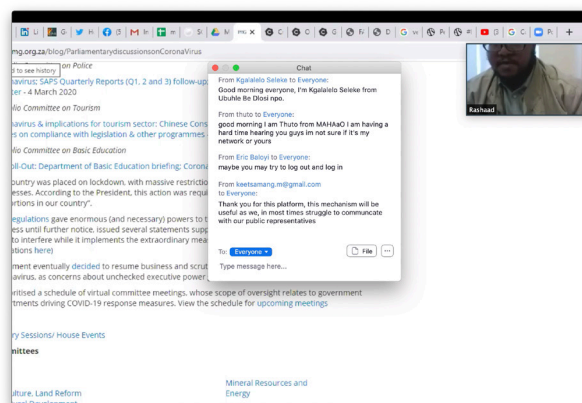 mg.org.za/blog/ParliamentarydiscussionsonCoronaVirus
d to see history
on Police
navirus; SAPS Quarterly Reports (Q1, 2 and 3) follow-up
ter - 4 March 2020
olio Committee on Tourism
navirus & implications for tourism sector: Chinese Cons
es on compliance with legislation & other programmes
olio Committee on Basic Education
oll-Out: Department of Basic Education briefing; Corona
ountry was placed on lockdown, with massive restrictio
esses. According to the President, this action was requi
ortions in our country".
egulations gave enormous (and necessary) powers to t
ess until further notice, issued several statements supp
to interfere while it implements the extraordinary mea
ations here)
ment eventually decided to resume business and scrut
navirus, as concerns about unchecked executive power
oritised a schedule of virtual committee meetings, whose scope of oversight relates to government
rtments driving COVID-19 response measures. View the schedule for upcoming meetings
ry Sessions/ House Events
mittees
ulture, Land Reform
Mineral Resources and
Energy
Chat
From Kgalalelo Seleke to Everyone:
Good morning everyone, I'm Kgalalelo Seleke from
Ubuhle Be Dlosi npo.
From thuto to Everyone:
good morning I am Thuto from MAHAaO I am having a
hard time hearing you guys im not sure if it's my
network or yours
From Eric Baloyi to Everyone:
maybe you may try to log out and log in
From keetsamang.m@gmail.com
to Everyone:
Thank you for this platform, this mechanism will be
useful as we, in most times struggle to communcate
with our public representatives
To: Everyone
File
Type message here...
Rashaad